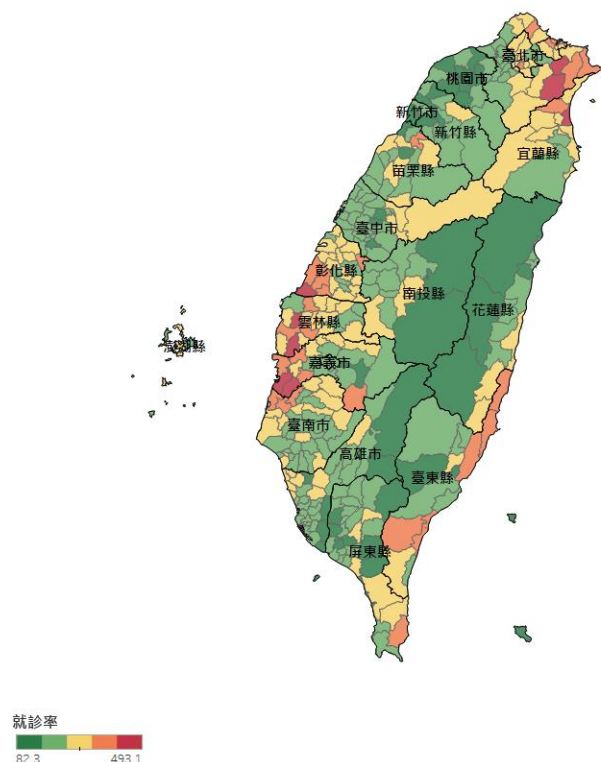 臺北市
桃園市
新竹市
新竹縣
宜蘭縣
苗栗縣
臺中市
彰化縣
南投縣
花蓮縣
雲林縣
嘉義市
臺南市
高雄市
臺東縣
屏東縣
就診率
82.3 493.1